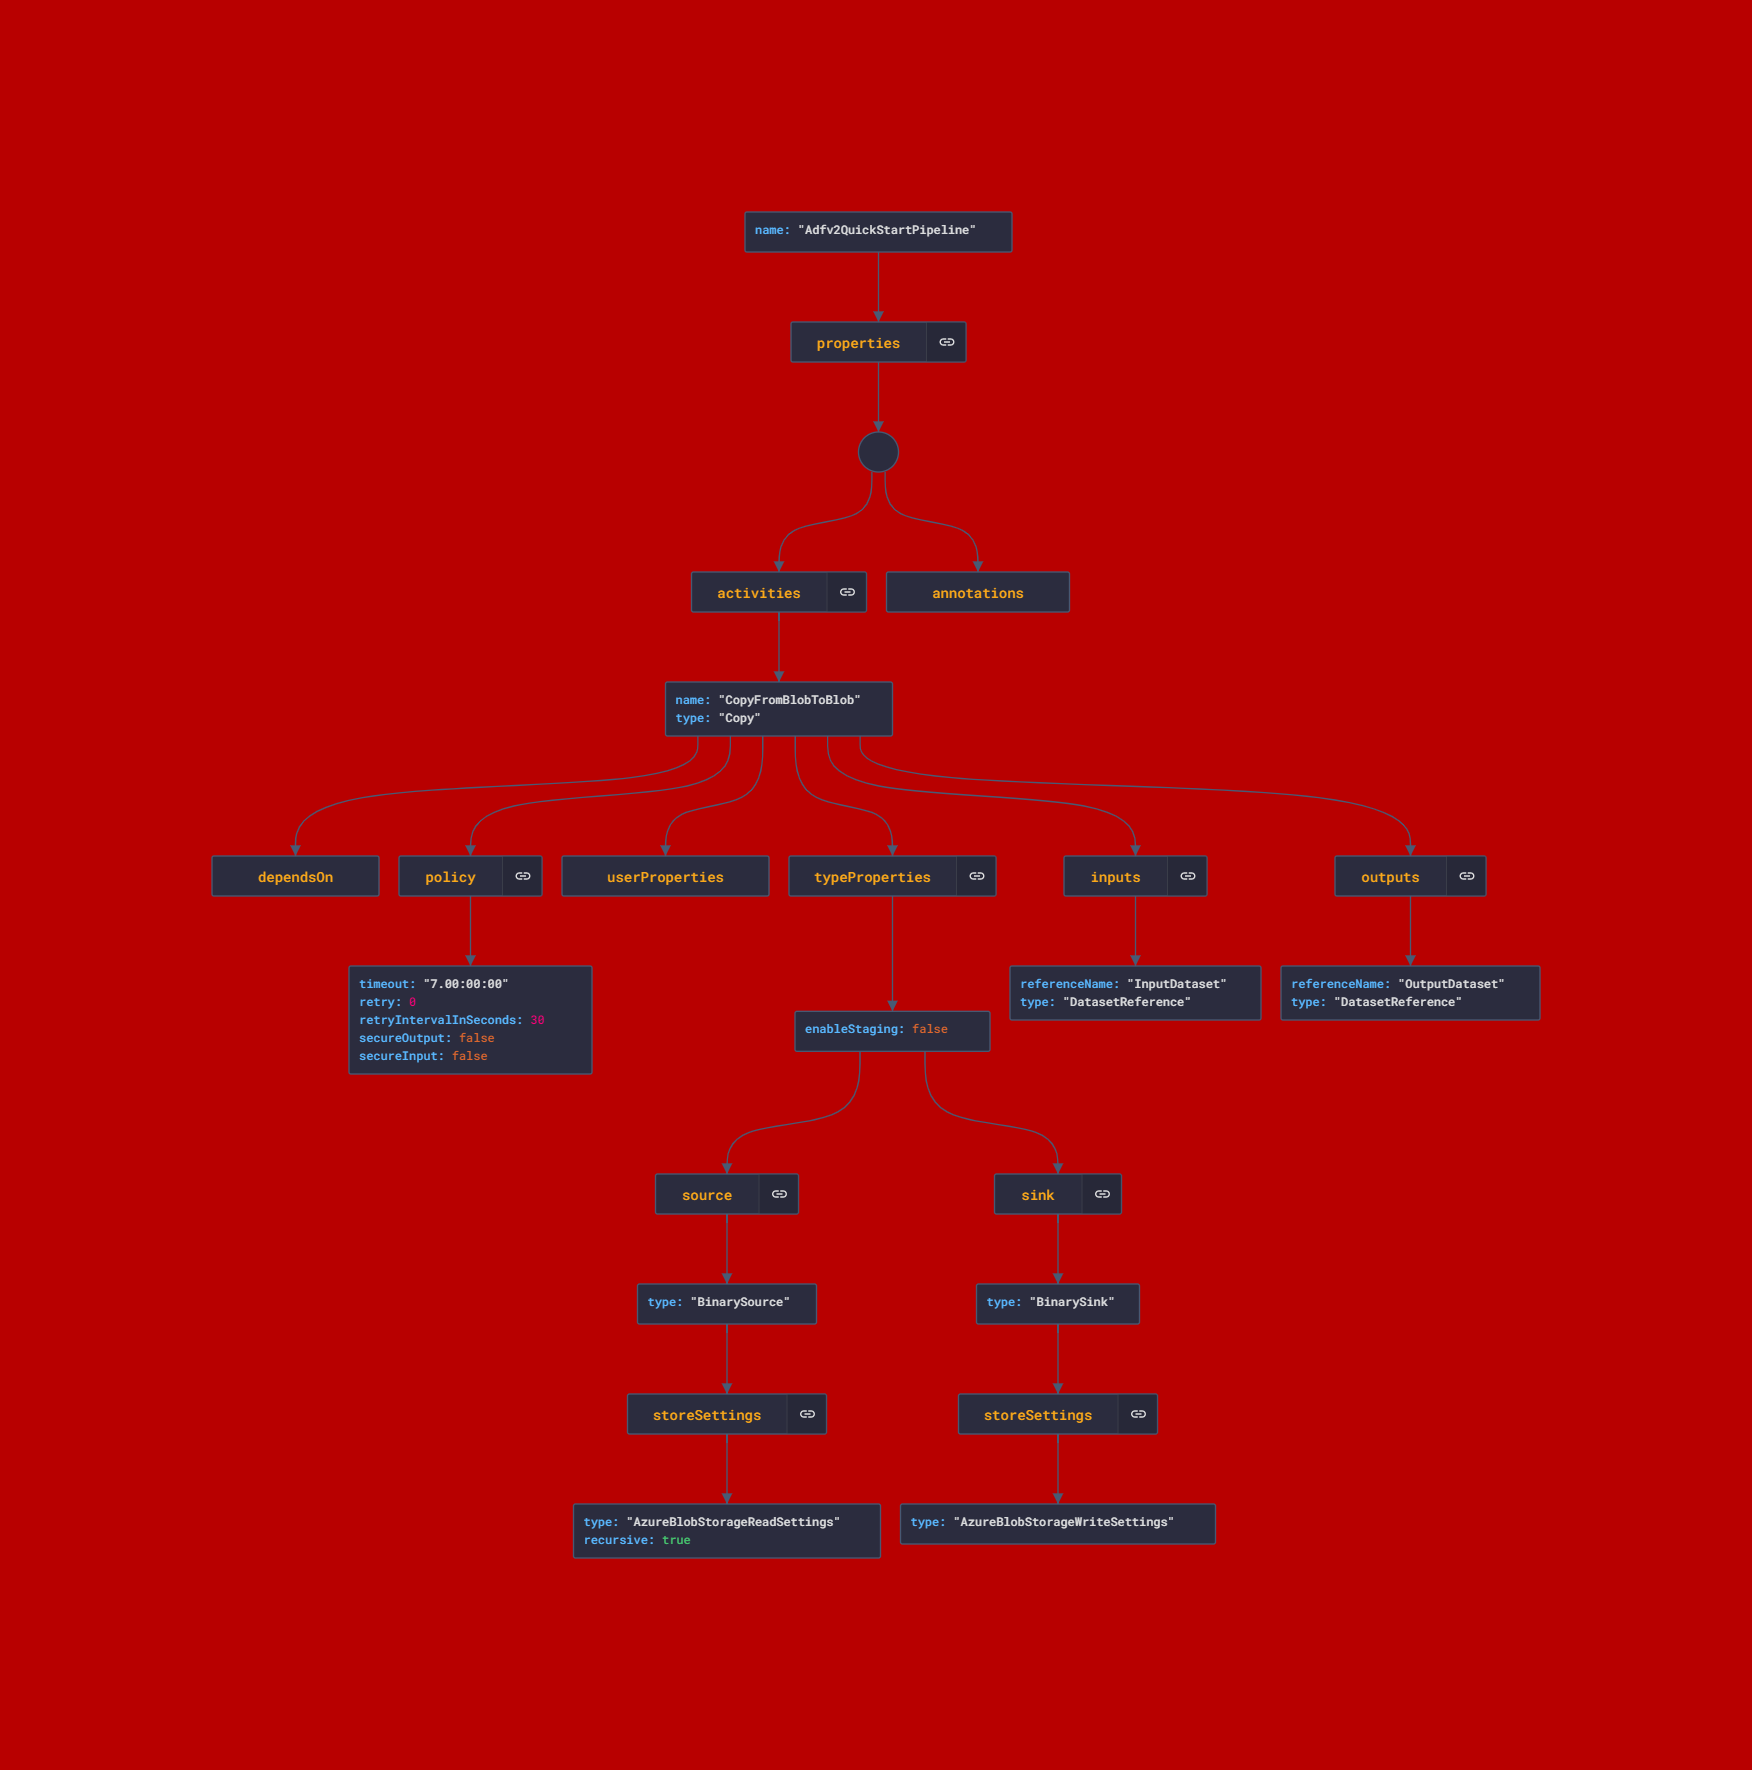 name: "Adfv2QuickStartPipeline"
properties
activities
annotations
name: "CopyFromBlobToBlob"
type: "Copy"
dependsOn
policy
userProperties
typeProperties
inputs
outputs
timeout: "7.00:00:00"
retry: 0
retryIntervalInSeconds: 30
secureOutput: false
secureInput: false
referenceName: "InputDataset"
type: "DatasetReference"
referenceName: "OutputDataset"
type: "DatasetReference"
enableStaging: false
source
sink
type: "BinarySource"
type: "BinarySink"
storeSettings
storeSettings
type: "AzureBlobStorageReadSettings"
recursive: true
type: "AzureBlobStorageWriteSettings"